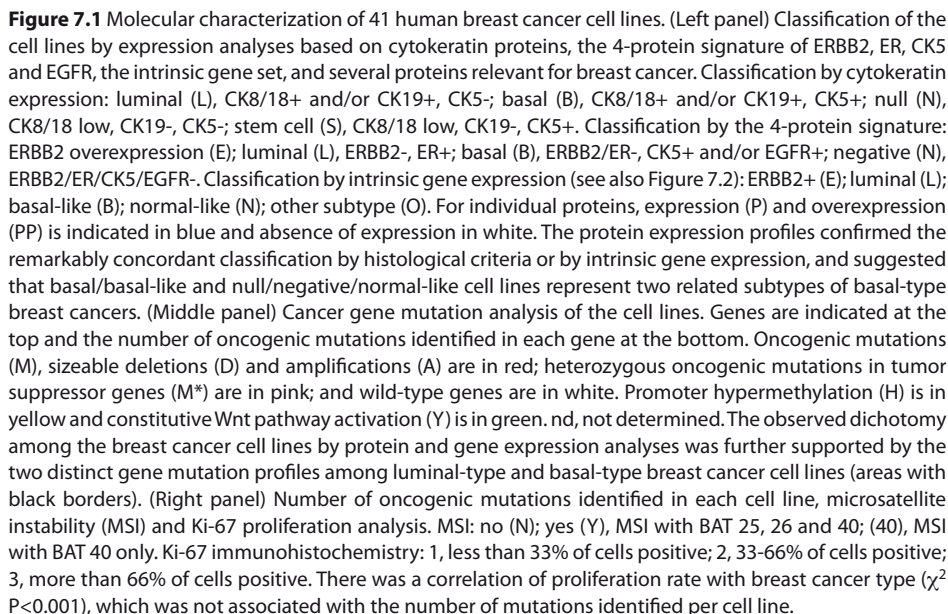 Figure 7.1 Molecular characterization of 41 human breast cancer cell lines. (Left panel) Classification of the
cell lines by expression analyses based on cytokeratin proteins, the 4-protein signature of ERBB2, ER, CK5
and EGFR, the intrinsic gene set, and several proteins relevant for breast cancer. Classification by cytokeratin
expression: luminal (L), CK8/18+ and/or CK19+, CK5-; basal (B), CK8/18+ and/or CK19+, CK5+; null (N),
CK8/18 low, CK19-, CK5-; stem cell (S), CK8/18 low, CK19-, CK5+. Classification by the 4-protein signature:
ERBB2 overexpression (E); luminal (L), ERBB2-, ER+; basal (B), ERBB2/ER-, CK5+ and/or EGFR+; negative (N),
ERBB2/ER/CK5/EGFR-. Classification by intrinsic gene expression (see also Figure 7.2): ERBB2+ (E); luminal (L);
basal-like (B); normal-like (N); other subtype (O). For individual proteins, expression (P) and overexpression
(PP) is indicated in blue and absence of expression in white. The protein expression profiles confirmed the
remarkably concordant classification by histological criteria or by intrinsic gene expression, and suggested
that basal/basal-like and null/negative/normal-like cell lines represent two related subtypes of basal-type
breast cancers. (Middle panel) Cancer gene mutation analysis of the cell lines. Genes are indicated at the
top and the number of oncogenic mutations identified in each gene at the bottom. Oncogenic mutations
(M), sizeable deletions (D) and amplifications (A) are in red; heterozygous oncogenic mutations in tumor
suppressor genes (M*) are in pink; and wild-type genes are in white. Promoter hypermethylation (H) is in
yellow and constitutive Wnt pathway activation (Y) is in green. nd, not determined. The observed dichotomy
among the breast cancer cell lines by protein and gene expression analyses was further supported by the
two distinct gene mutation profiles among luminal-type and basal-type breast cancer cell lines (areas with
black borders). (Right panel) Number of oncogenic mutations identified in each cell line, microsatellite
instability (MSI) and Ki-67 proliferation analysis. MSI: no (N); yes (Y), MSI with BAT 25, 26 and 40; (40), MSI
with BAT 40 only. Ki-67 immunohistochemistry: 1, less than 33% of cells positive; 2, 33-66% of cells positive;
3, more than 66% of cells positive. There was a correlation of proliferation rate with breast cancer type (χ²
P<0.001), which was not associated with the number of mutations identified per cell line.